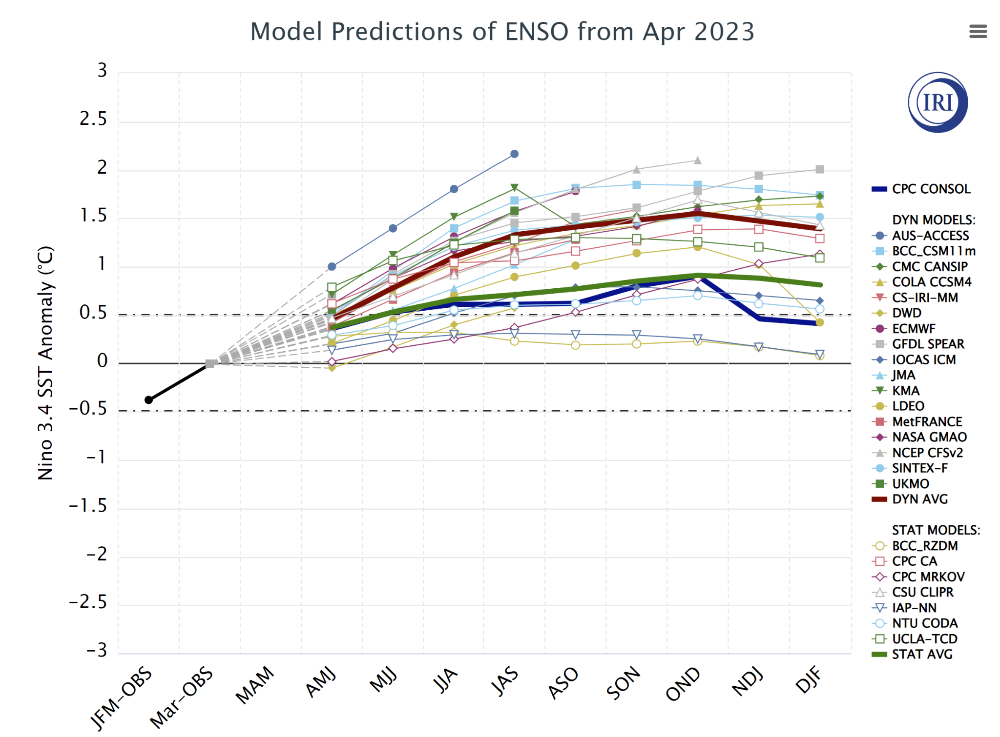 Model Predictions of ENSO from Apr 2023
3
2.5
2
1.5
1
0.5
0
−0.5
−1
−1.5
−2
−2.5
−3
Nino 3.4 SST Anomaly (°C)
JFM−OBS
Mar−OBS
MAM
AMJ
MJJ
JJA
JAS
ASO
SON
OND
NDJ
DJF
IRI
CPC CONSOL
DYN MODELS:
AUS−ACCESS
BCC_CSM11m
CMC CANSIP
COLA CCSM4
CS−IRI−MM
DWD
ECMWF
GFDL SPEAR
IOCAS ICM
JMA
KMA
LDEO
MetFRANCE
NASA GMAO
NCEP CFSv2
SINTEX−F
UKMO
DYN AVG
STAT MODELS:
BCC_RZDM
CPC CA
CPC MRKOV
CSU CLIPR
IAP−NN
NTU CODA
UCLA−TCD
STAT AVG